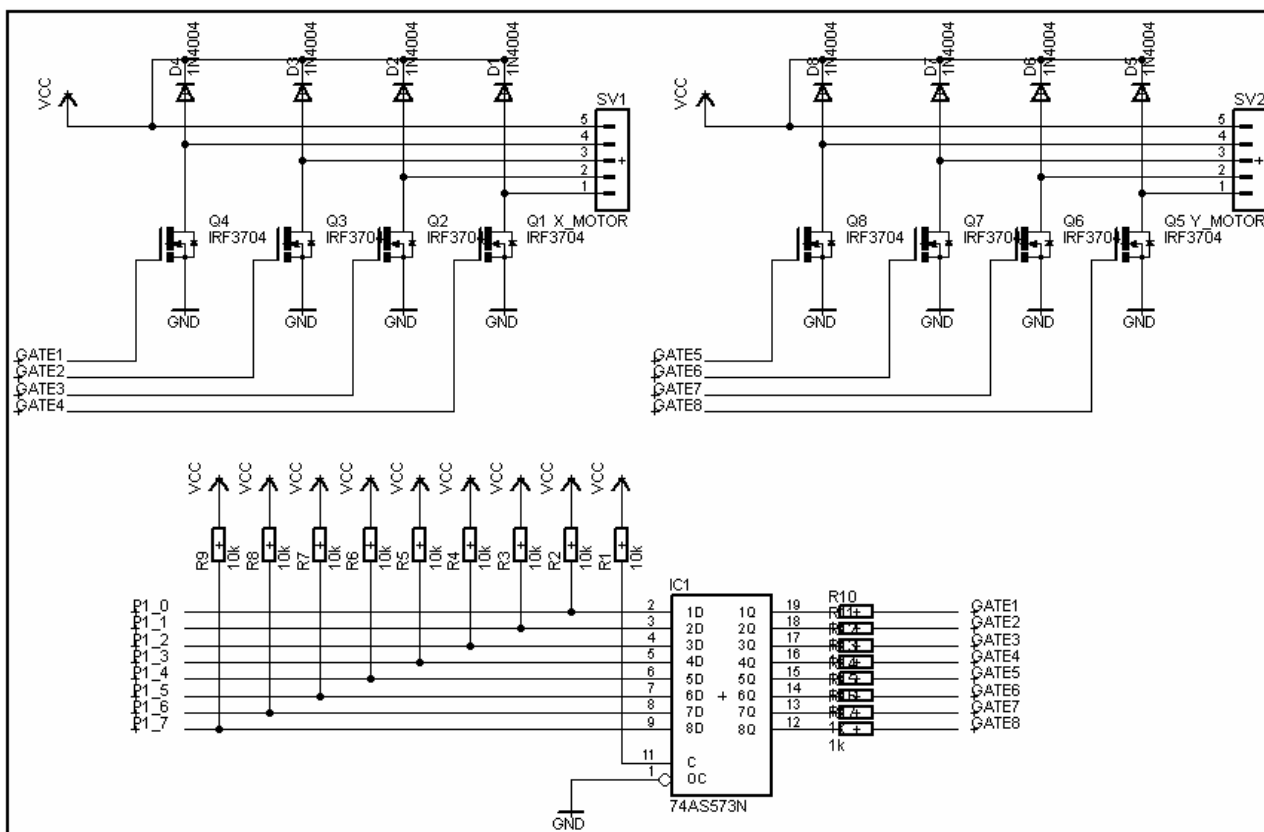 D4 1N4004 D3 1N4004 D2 1N4004 D1 1N4004
D8 1N4004 D7 1N4004 D6 1N4004 D5 1N4004
VCC
SV1
5
4
3
2
1
X_MOTOR
VCC
SV2
5
4
3
2
1
Y_MOTOR
Q4 Q3 Q2 Q1
IRF3704 IRF3704 IRF3704 IRF3704
Q8 Q7 Q6 Q5
IRF3704 IRF3704 IRF3704 IRF3704
GND GND GND GND
GND GND GND GND
GATE1
GATE2
GATE3
GATE4
GATE5
GATE6
GATE7
GATE8
VCC VCC VCC VCC VCC VCC VCC VCC VCC
R9 10k R8 10k R7 10k R6 10k R5 10k R4 10k R3 10k R2 10k R1 10k
IC1
R10
P1_0 2 1D 1Q 19 GATE1
P1_1 3 2D 2Q 18 GATE2
P1_2 4 3D 3Q 17 GATE3
P1_3 5 4D 4Q 16 GATE4
P1_4 6 5D 5Q 15 GATE5
P1_5 7 6D 6Q 14 GATE6
P1_6 8 7D 7Q 13 GATE7
P1_7 9 8D 8Q 12 GATE8
1k
11 C
1 OC
74AS573N
GND